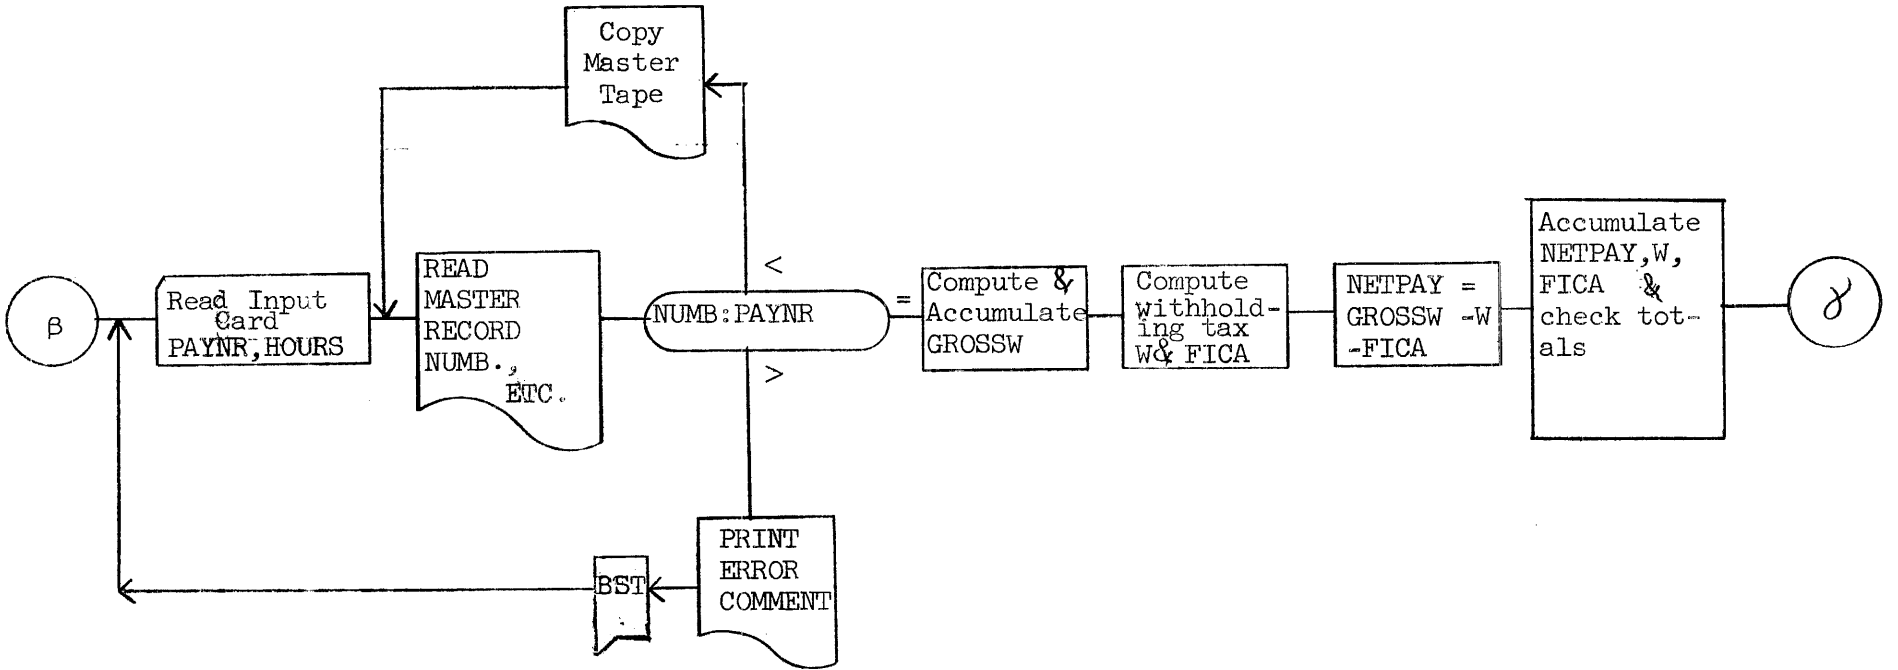 Copy
Master
Tape
β
Read Input
Card
PAYNR,HOURS
READ
MASTER
RECORD
NUMB.,
ETC.
<
NUMB:PAYNR
>
=
Compute &
Accumulate
GROSSW
Compute
withhold-
ing tax
W& FICA
NETPAY =
GROSSW -W
-FICA
Accumulate
NETPAY,W,
FICA &
check tot-
als
γ
BST
PRINT
ERROR
COMMENT